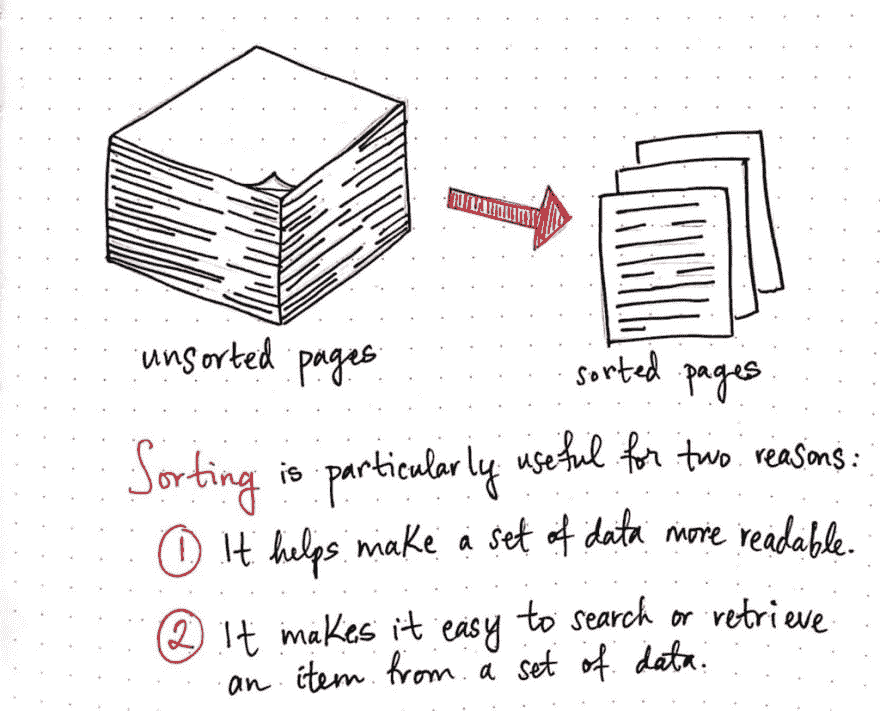 unsorted pages
sorted pages
Sorting is particularly useful for two reasons:
1 It helps make a set of data more readable.
2 It makes it easy to search or retrieve
an item from a set of data.